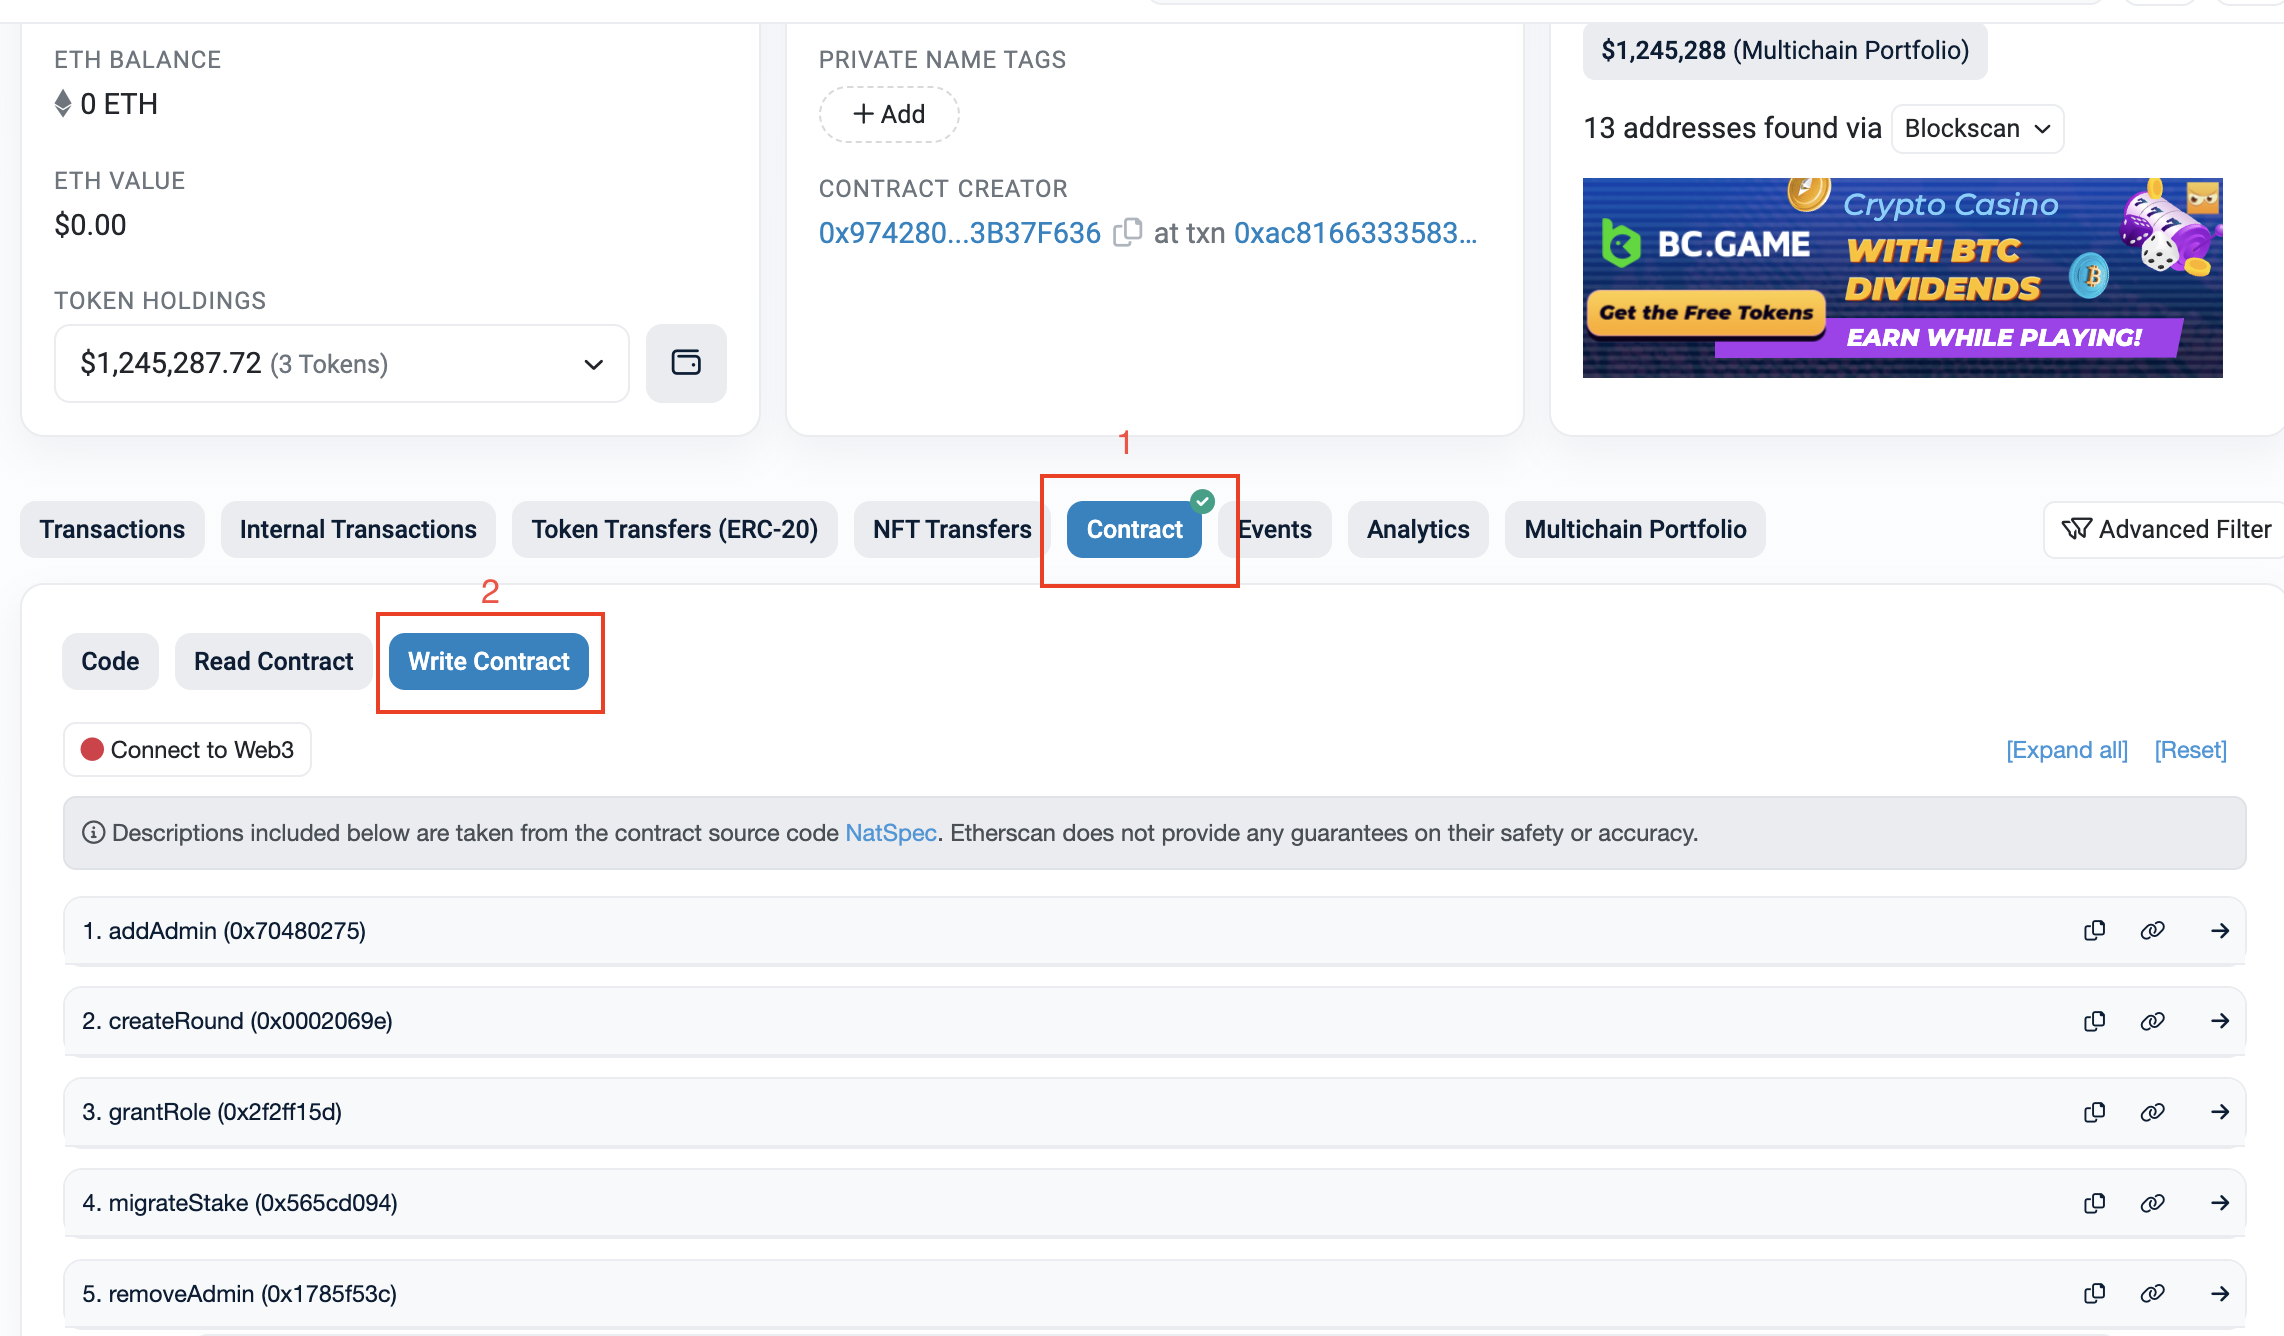 ETH BALANCE
0 ETH
ETH VALUE
$0.00
TOKEN HOLDINGS
$1,245,287.72 (3 Tokens)
PRIVATE NAME TAGS
+ Add
CONTRACT CREATOR
0x974280...3B37F636 at txn 0xac8166333583...
$1,245,288 (Multichain Portfolio)
13 addresses found via Blockscan
Crypto Casino
BC.GAME
WITH BTC
DIVIDENDS
Get the Free Tokens
EARN WHILE PLAYING!
1
Transactions Internal Transactions Token Transfers (ERC-20) NFT Transfers Contract Events Analytics Multichain Portfolio Advanced Filter
2
Code Read Contract Write Contract
Connect to Web3 [Expand all] [Reset]
Descriptions included below are taken from the contract source code NatSpec. Etherscan does not provide any guarantees on their safety or accuracy.
1. addAdmin (0x70480275)
2. createRound (0x0002069e)
3. grantRole (0x2f2ff15d)
4. migrateStake (0x565cd094)
5. removeAdmin (0x1785f53c)